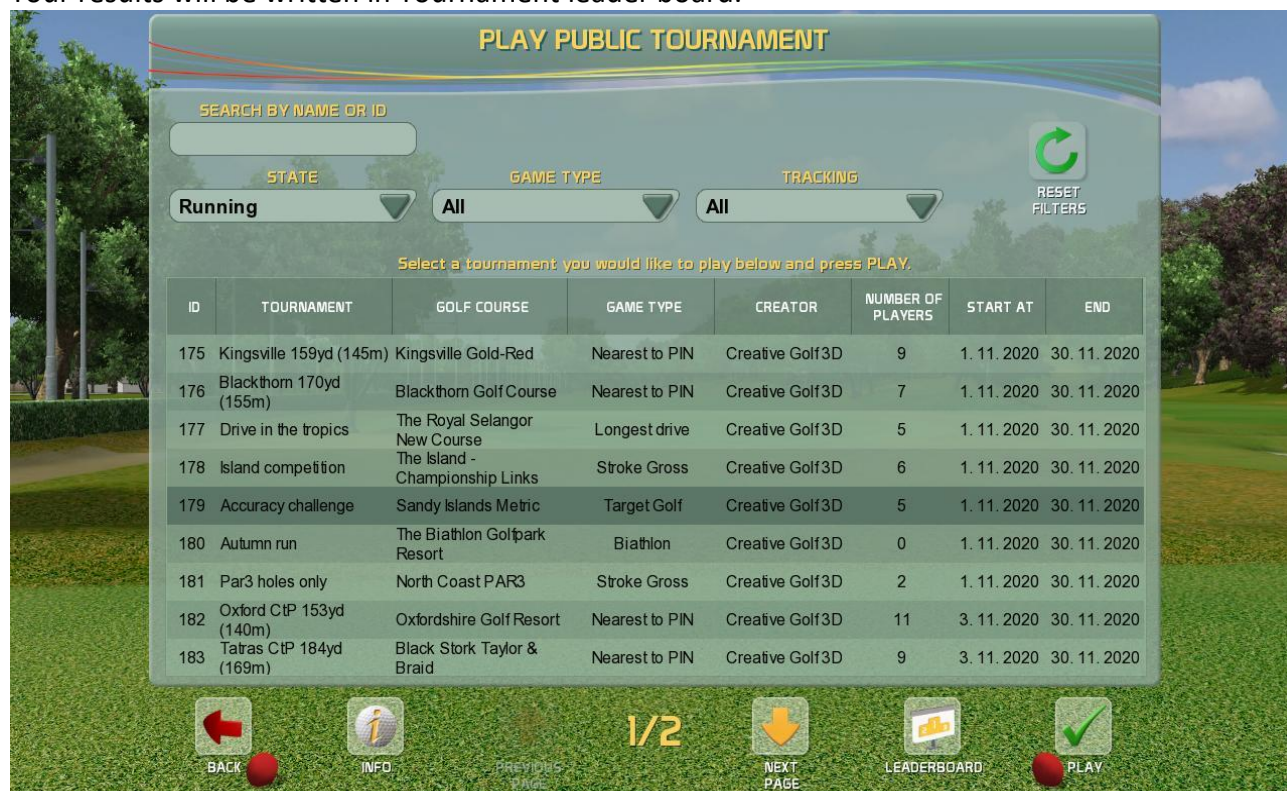 Your results will be written in Tournament leader board.
PLAY PUBLIC TOURNAMENT
SEARCH BY NAME OR ID
STATE GAME TYPE TRACKING
Running All All
RESET
FILTERS
Select a tournament you would like to play below and press PLAY.
ID TOURNAMENT GOLF COURSE GAME TYPE CREATOR NUMBER OF PLAYERS START AT END
175 Kingsville 159yd (145m) Kingsville Gold-Red Nearest to PIN Creative Golf3D 9 1. 11. 2020 30. 11. 2020
176 Blackthorn 170yd (155m) Blackthorn Golf Course Nearest to PIN Creative Golf3D 7 1. 11. 2020 30. 11. 2020
177 Drive in the tropics The Royal Selangor New Course Longest drive Creative Golf3D 5 1. 11. 2020 30. 11. 2020
178 Island competition The Island - Championship Links Stroke Gross Creative Golf3D 6 1. 11. 2020 30. 11. 2020
179 Accuracy challenge Sandy Islands Metric Target Golf Creative Golf3D 5 1. 11. 2020 30. 11. 2020
180 Autumn run The Biathlon Golfpark Resort Biathlon Creative Golf3D 0 1. 11. 2020 30. 11. 2020
181 Par3 holes only North Coast PAR3 Stroke Gross Creative Golf3D 2 1. 11. 2020 30. 11. 2020
182 Oxford CtP 153yd (140m) Oxfordshire Golf Resort Nearest to PIN Creative Golf3D 11 3. 11. 2020 30. 11. 2020
183 Tatras CtP 184yd (169m) Black Stork Taylor & Braid Nearest to PIN Creative Golf3D 9 3. 11. 2020 30. 11. 2020
1/2
BACK INFO PREVIOUS PAGE NEXT PAGE LEADERBOARD PLAY